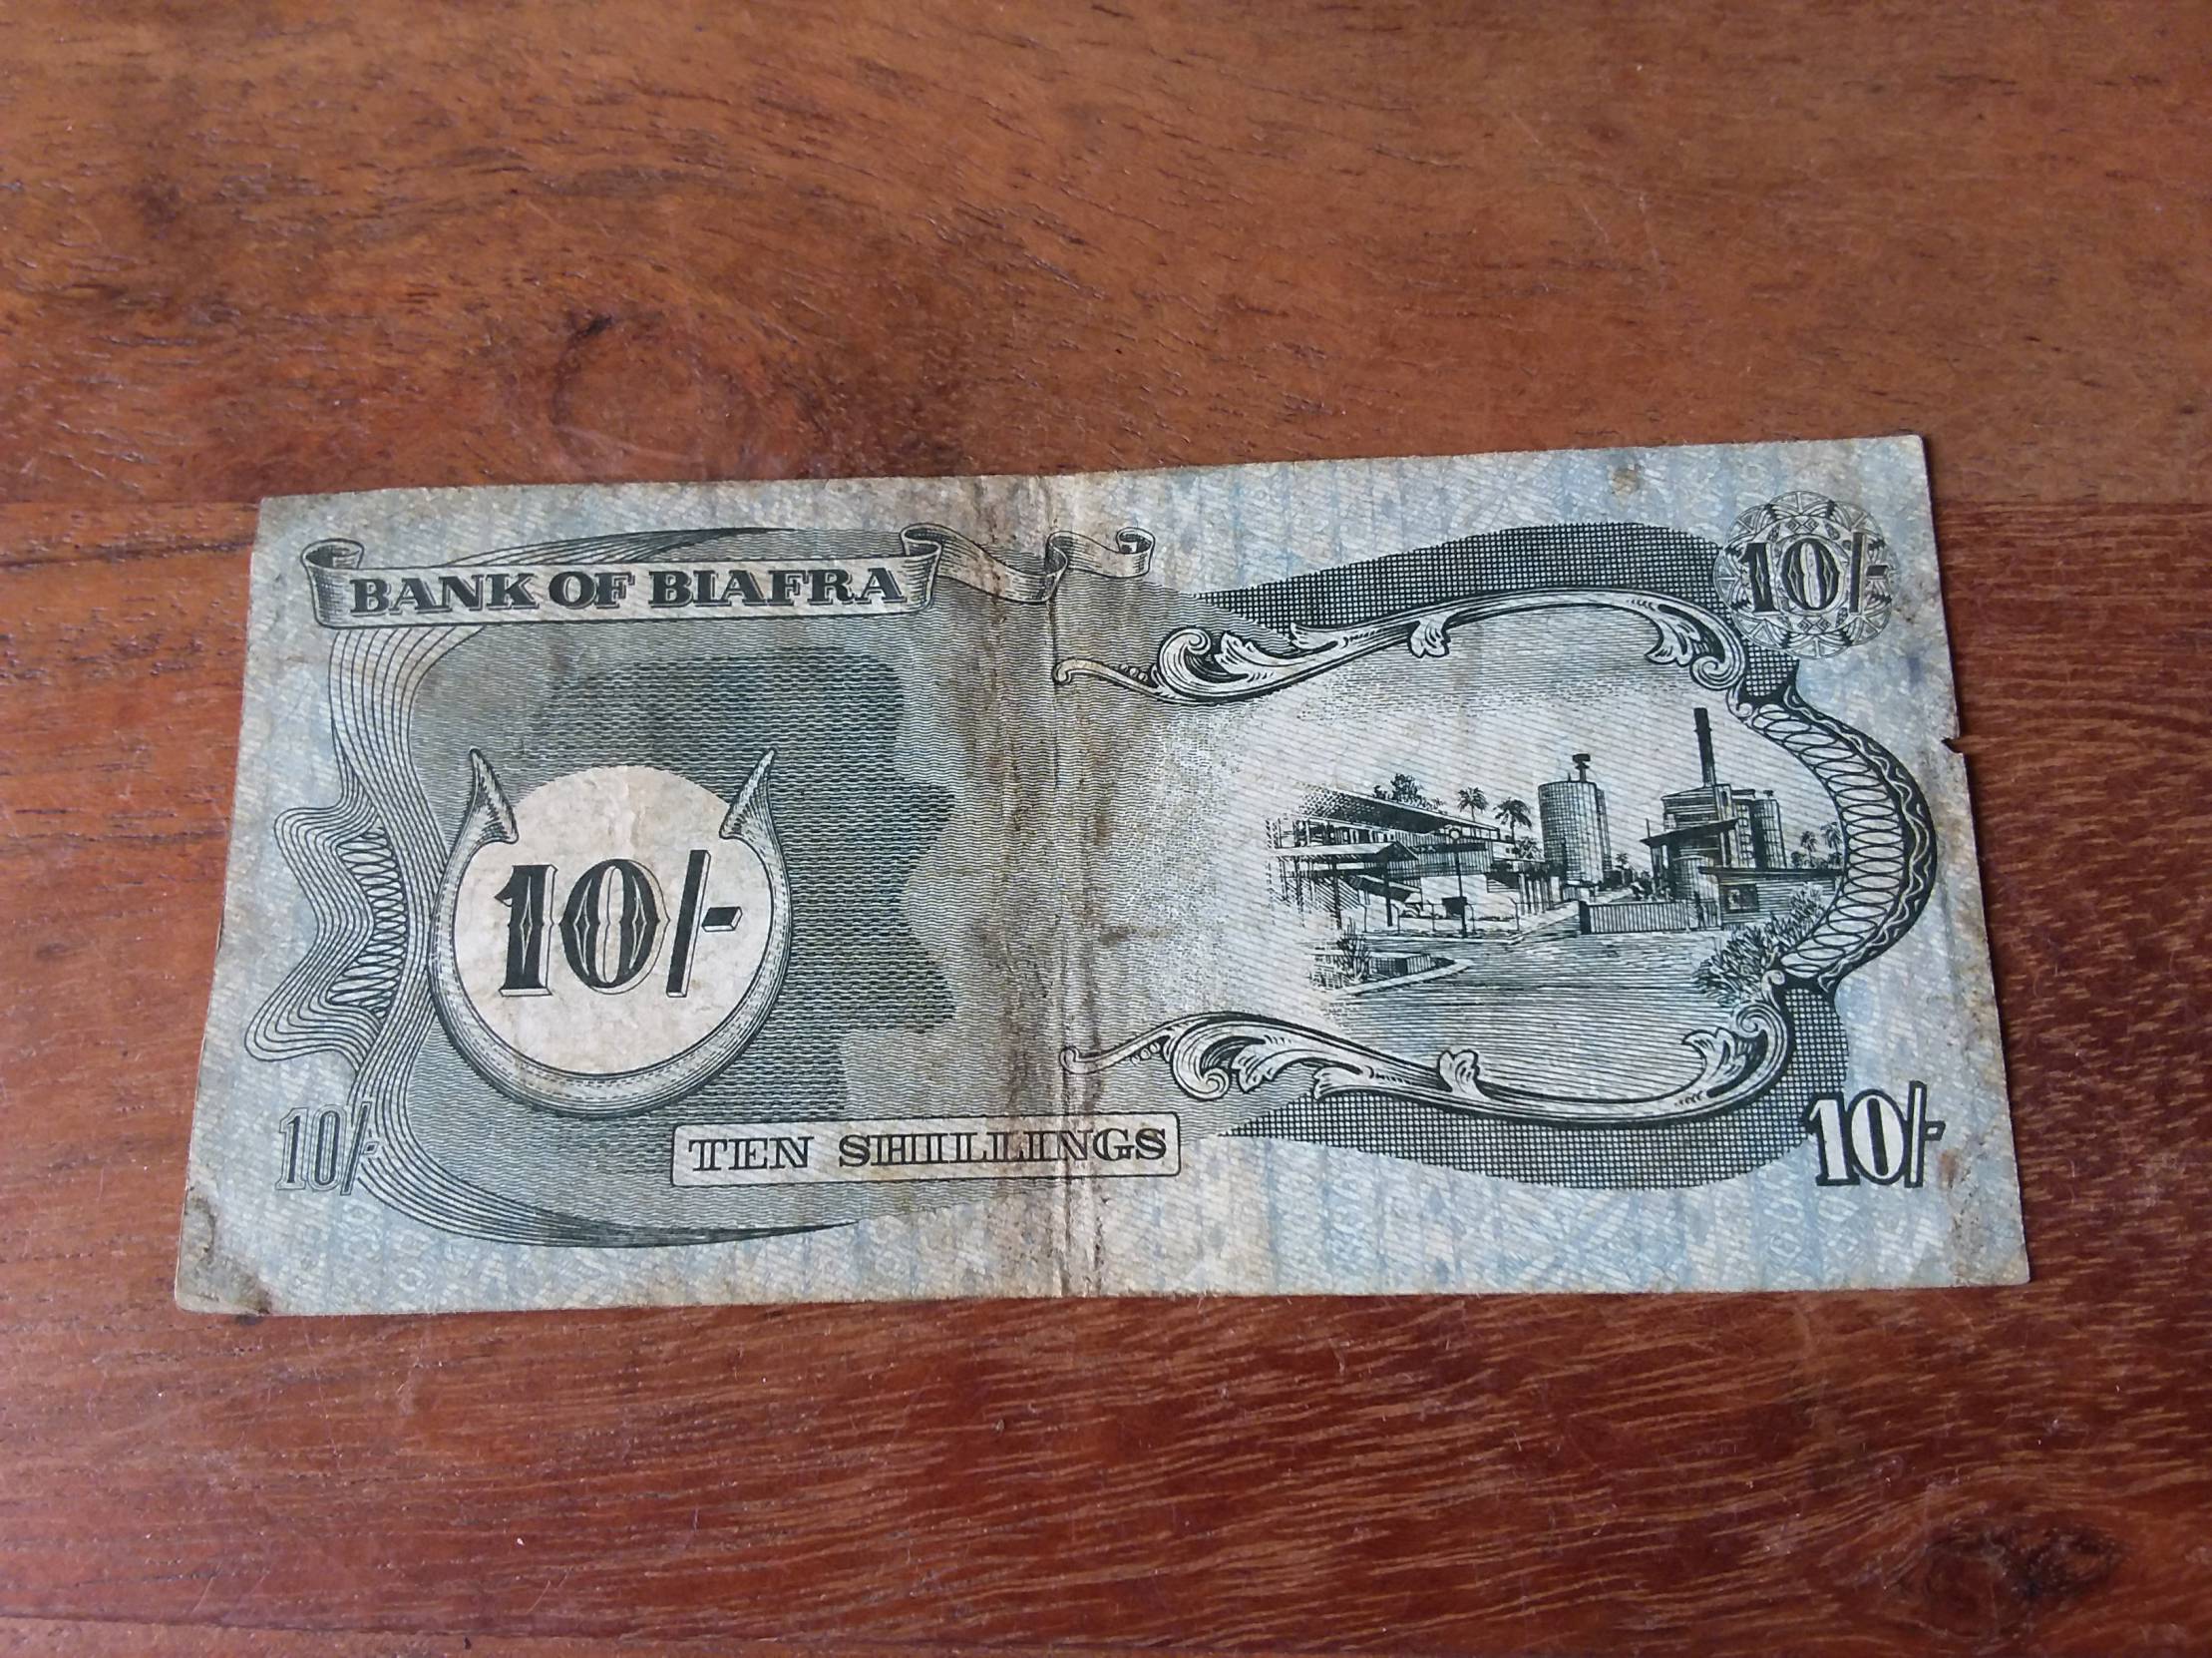 BANK OF BIAFRA
10/-
10/-
10/-
TEN SHILLINGS
10/-